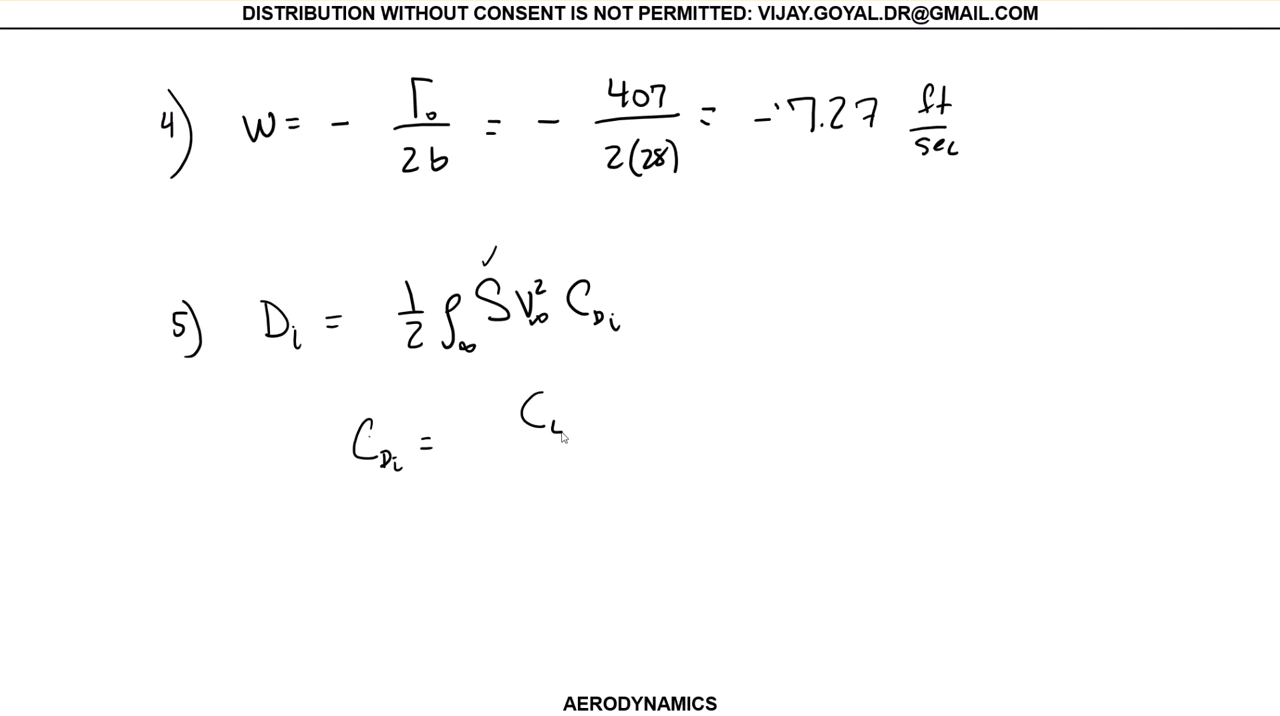 DISTRIBUTION WITHOUT CONSENT IS NOT PERMITTED: VIJAY.GOYAL.DR@GMAIL.COM
4) w = - Γ₀ / 2b = - 407 / 2(28) = -7.27 ft / sec
✓
5) Dᵢ = 1/2 ρ∞ S V∞² C_Dᵢ
C_Dᵢ = C_L
AERODYNAMICS